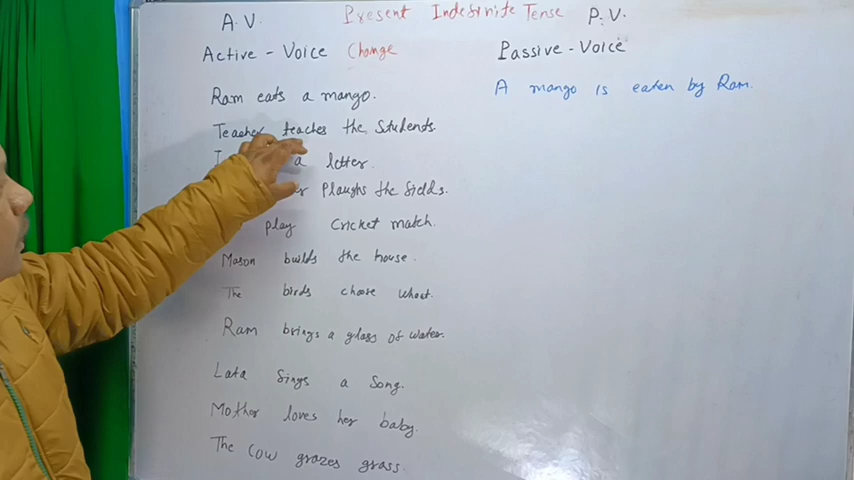 A.V. Present Indefinite Tense P.V.
Active - Voice Change Passive - Voice
Ram eats a mango. A mango is eaten by Ram.
Teacher teaches the Students.
I a letter.
Ploughs the fields.
play Cricket match.
Mason builds the house.
The birds choose wheat.
Ram brings a glass of water.
Lata Sings a Song.
Mother loves her baby.
The Cow grazes grass.